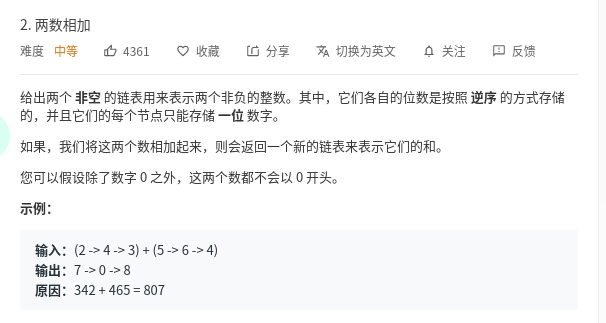 2. 两数相加
难度 中等 4361 收藏 分享 切换为英文 关注 反馈
给出两个 非空 的链表用来表示两个非负的整数。其中，它们各自的位数是按照 逆序 的方式存储
的，并且它们的每个节点只能存储 一位 数字。
如果，我们将这两个数相加起来，则会返回一个新的链表来表示它们的和。
您可以假设除了数字 0 之外，这两个数都不会以 0 开头。
示例：
输入：(2 -> 4 -> 3) + (5 -> 6 -> 4)
输出：7 -> 0 -> 8
原因：342 + 465 = 807